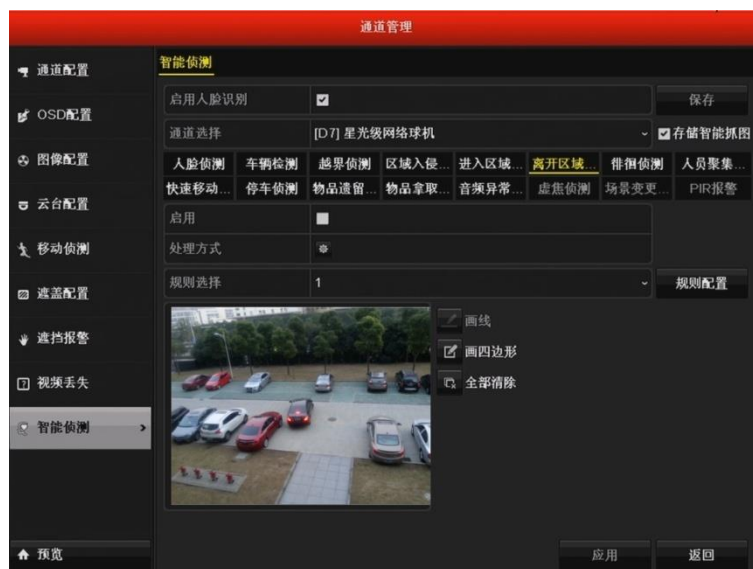 通道管理
通道配置
OSD配置
图像配置
云台配置
移动侦测
遮盖配置
遮挡报警
视频丢失
智能侦测
预览
智能侦测
启用人脸识别 保存
通道选择 [D7] 星光级网络球机 存储智能抓图
人脸侦测 车辆检测 越界侦测 区域入侵... 进入区域... 离开区域... 徘徊侦测 人员聚集...
快速移动... 停车侦测 物品遗留... 物品拿取... 音频异常... 虚焦侦测 场景变更... PIR报警
启用
处理方式
规则选择 1 规则配置
画线
画四边形
全部清除
应用 返回